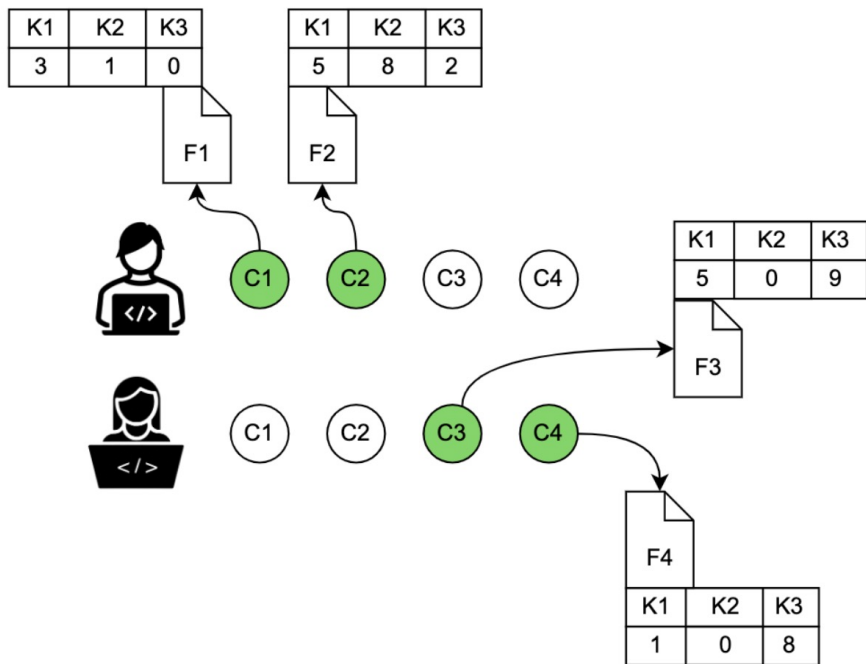 K1 K2 K3
3 1 0
F1
K1 K2 K3
5 8 2
F2
</>
C1 C2 C3 C4
K1 K2 K3
5 0 9
F3
</>
C1 C2 C3 C4
F4
K1 K2 K3
1 0 8